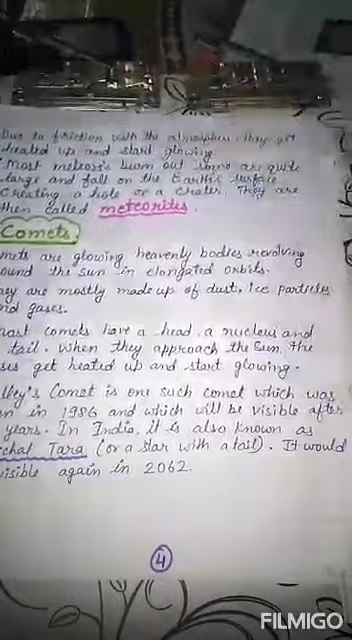 Due to friction with the atmosphere, they get
heated up and start glowing.
Most meteors burn out some are quite
large and fall on the Earth's surface
creating a hole or a crater. They are
then called meteorites.
Comets
mets are glowing heavenly bodies revolving
ound the sun in elongated orbits.
ey are mostly made up of dust, ice particles
nd gases.
most comets have a head, a nucleus and
tail. When they approach the Sun, the
ses get heated up and start glowing.
lley's Comet is one such comet which was
n in 1986 and which will be visible after
years. In India, it is also known as
chal Tara (or a star with a tail). It would
visible again in 2062.
4
FILMIGO